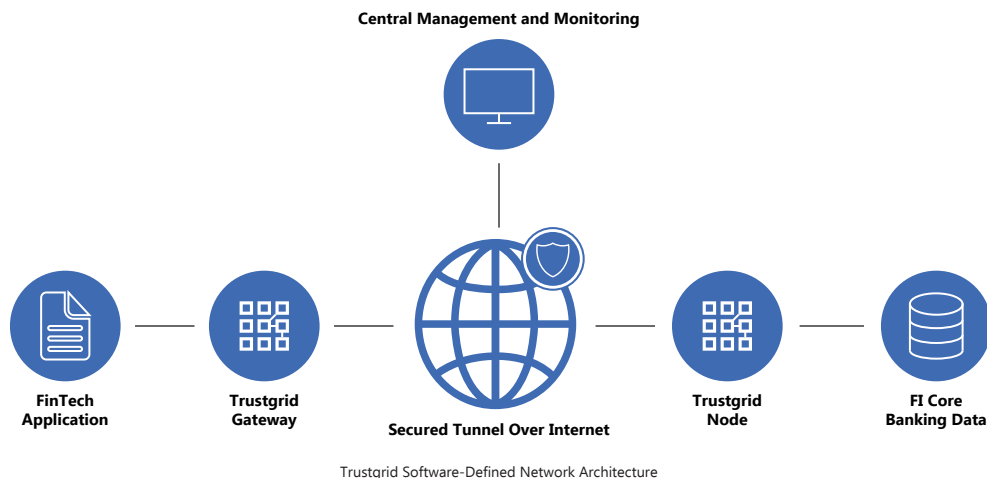 Central Management and Monitoring
FinTech
Application
Trustgrid
Gateway
Secured Tunnel Over Internet
Trustgrid
Node
FI Core
Banking Data
Trustgrid Software-Defined Network Architecture